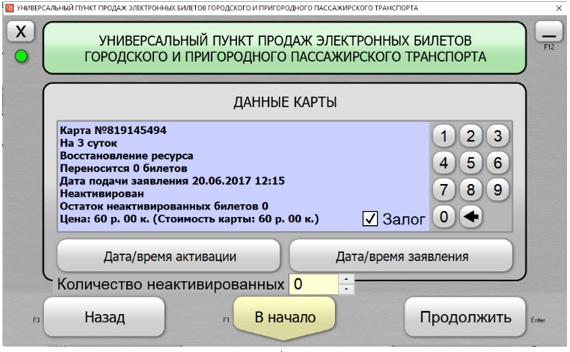 УНИВЕРСАЛЬНЫЙ ПУНКТ ПРОДАЖ ЭЛЕКТРОННЫХ БИЛЕТОВ ГОРОДСКОГО И ПРИГОРОДНОГО ПАССАЖИРСКОГО ТРАНСПОРТА
X
УНИВЕРСАЛЬНЫЙ ПУНКТ ПРОДАЖ ЭЛЕКТРОННЫХ БИЛЕТОВ
ГОРОДСКОГО И ПРИГОРОДНОГО ПАССАЖИРСКОГО ТРАНСПОРТА
F12
ДАННЫЕ КАРТЫ
Карта №819145494
На 3 суток
Восстановление ресурса
Переносится 0 билетов
Дата подачи заявления 20.06.2017 12:15
Неактивирован
Остаток неактивированных билетов 0
Цена: 60 р. 00 к. (Стоимость карты: 60 р. 00 к.)
Залог
1 2 3
4 5 6
7 8 9
0
Дата/время активации
Дата/время заявления
Количество неактивированных 0
F3 Назад
F1 В начало
Продолжить Enter